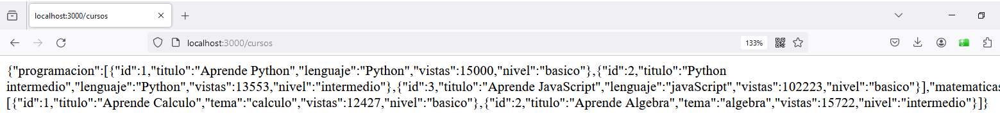 localhost:3000/cursos
localhost:3000/cursos
133%
{"programacion":[{"id":1,"titulo":"Aprende Python","lenguaje":"Python","vistas":15000,"nivel":"basico"},{"id":2,"titulo":"Python
intermedio","lenguaje":"Python","vistas":13553,"nivel":"intermedio"},{"id":3,"titulo":"Aprende JavaScript","lenguaje":"javaScript","vistas":102223,"nivel":"basico"}],"matematicas
[{"id":1,"titulo":"Aprende Calculo","tema":"calculo","vistas":12427,"nivel":"basico"},{"id":2,"titulo":"Aprende Algebra","tema":"algebra","vistas":15722,"nivel":"intermedio"}]}